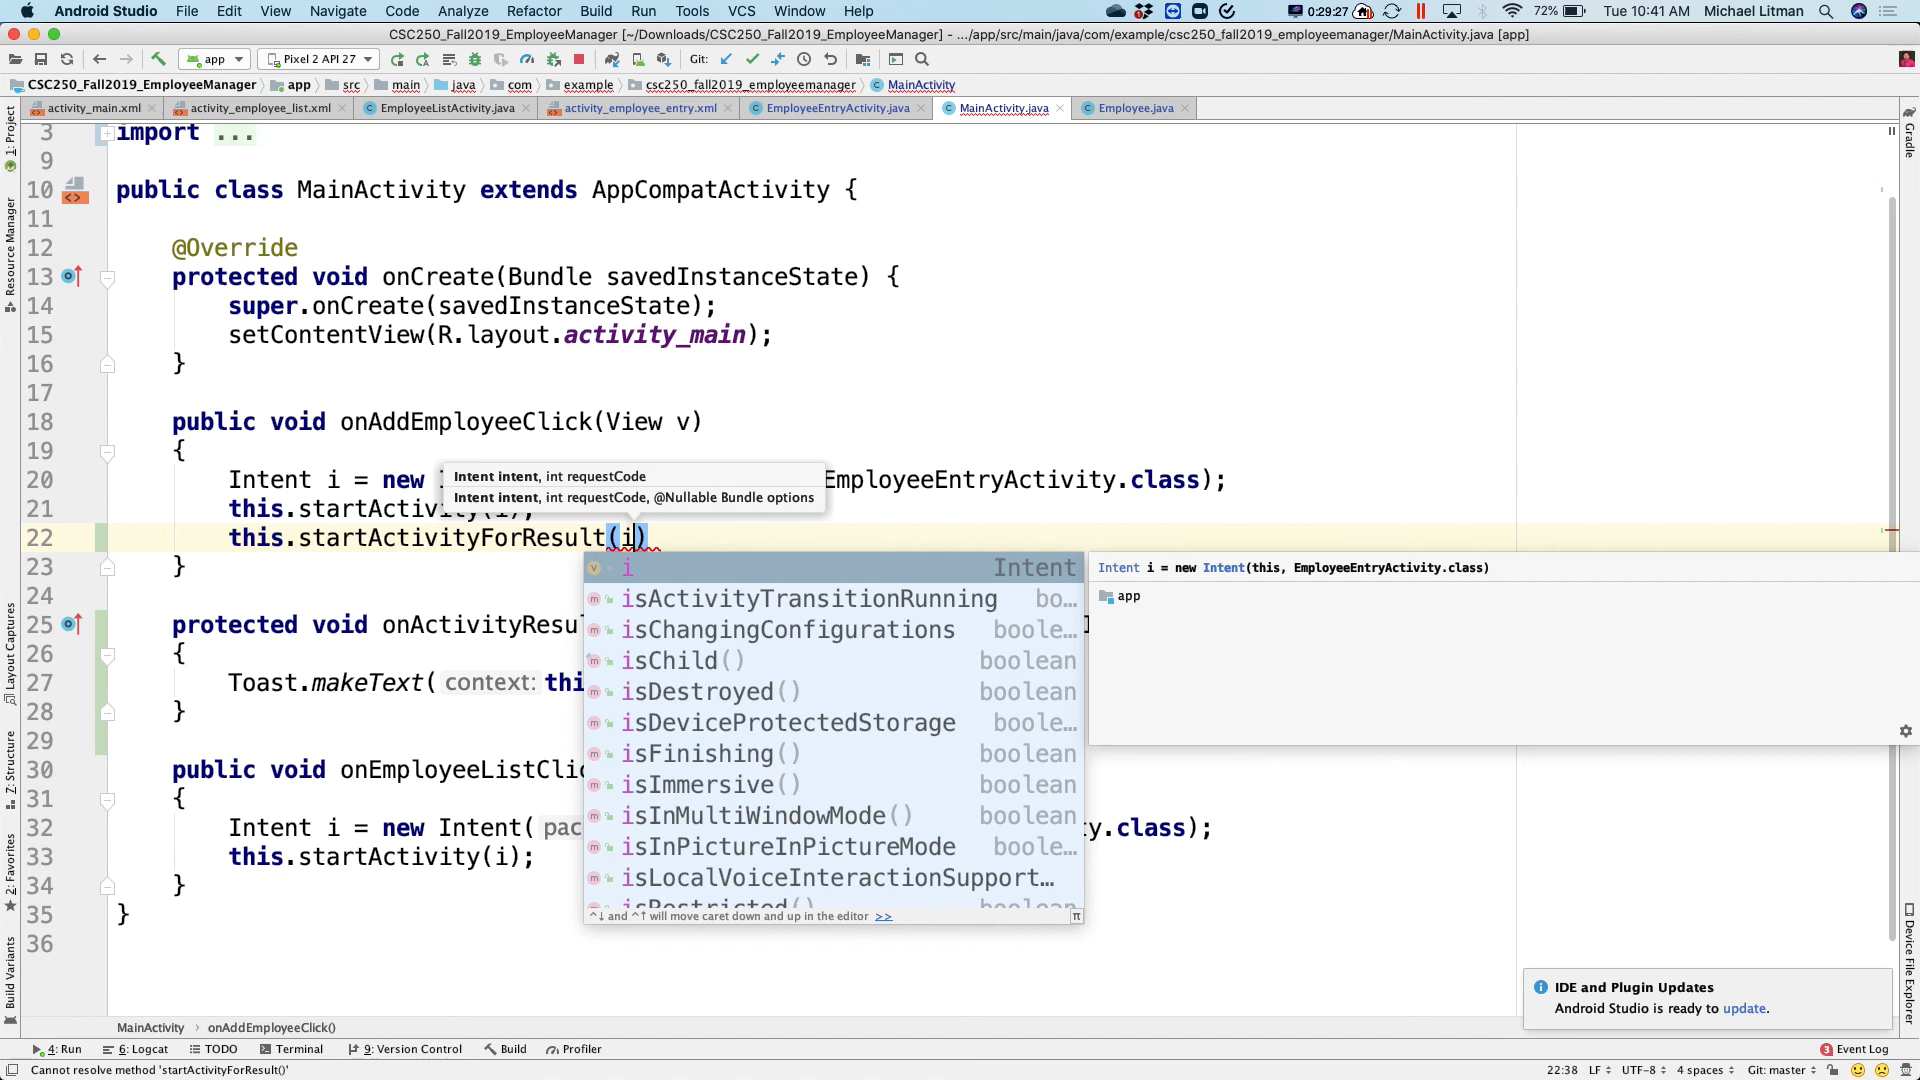 Android Studio File Edit View Navigate Code Analyze Refactor Build Run Tools VCS Window Help 0:29:27 72% Tue 10:41 AM Michael Litman
CSC250_Fall2019_EmployeeManager [~/Downloads/CSC250_Fall2019_EmployeeManager] - .../app/src/main/java/com/example/csc250_fall2019_employeemanager/MainActivity.java [app]
app Pixel 2 API 27 Git:
CSC250_Fall2019_EmployeeManager app src main java com example csc250_fall2019_employeemanager MainActivity
activity_main.xml activity_employee_list.xml EmployeeListActivity.java activity_employee_entry.xml EmployeeEntryActivity.java MainActivity.java Employee.java
1: Project
Resource Manager
Layout Captures
7: Structure
2: Favorites
Build Variants
Gradle
Device File Explorer
3 import ...
9
10 public class MainActivity extends AppCompatActivity {
11
12 @Override
13 protected void onCreate(Bundle savedInstanceState) {
14 super.onCreate(savedInstanceState);
15 setContentView(R.layout.activity_main);
16 }
17
18 public void onAddEmployeeClick(View v)
19 {
Intent intent, int requestCode
20 Intent i = new EmployeeEntryActivity.class);
Intent intent, int requestCode, @Nullable Bundle options
21 this.startActivity(i);
22 this.startActivityForResult(i)
23 }
24
25 protected void onActivityResu
26 {
27 Toast.makeText( context: thi
28 }
29
30 public void onEmployeeListClic
31 {
32 Intent i = new Intent( pac y.class);
33 this.startActivity(i);
34 }
35 }
36
i Intent
isActivityTransitionRunning bo...
isChangingConfigurations boole...
isChild() boolean
isDestroyed() boolean
isDeviceProtectedStorage boole...
isFinishing() boolean
isImmersive() boolean
isInMultiWindowMode() boolean
isInPictureInPictureMode boole...
isLocalVoiceInteractionSupport...
isRestricted() boolean
^↓ and ^↑ will move caret down and up in the editor >> π
Intent i = new Intent(this, EmployeeEntryActivity.class)
app
IDE and Plugin Updates
Android Studio is ready to update.
MainActivity › onAddEmployeeClick()
4: Run 6: Logcat TODO Terminal 9: Version Control Build Profiler 3 Event Log
Cannot resolve method 'startActivityForResult()' 22:38 LF UTF-8 4 spaces Git: master